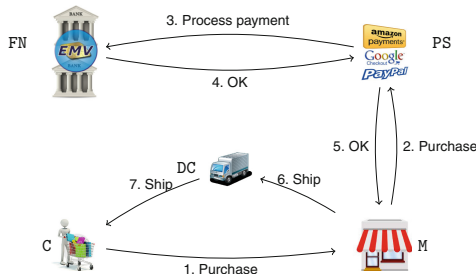 3. Process payment
BANK
FN
EMV
BANK
amazon
payments
Google
Checkout
PayPal
PS
4. OK
5. OK
2. Purchase
DC
7. Ship
6. Ship
C
M
1. Purchase